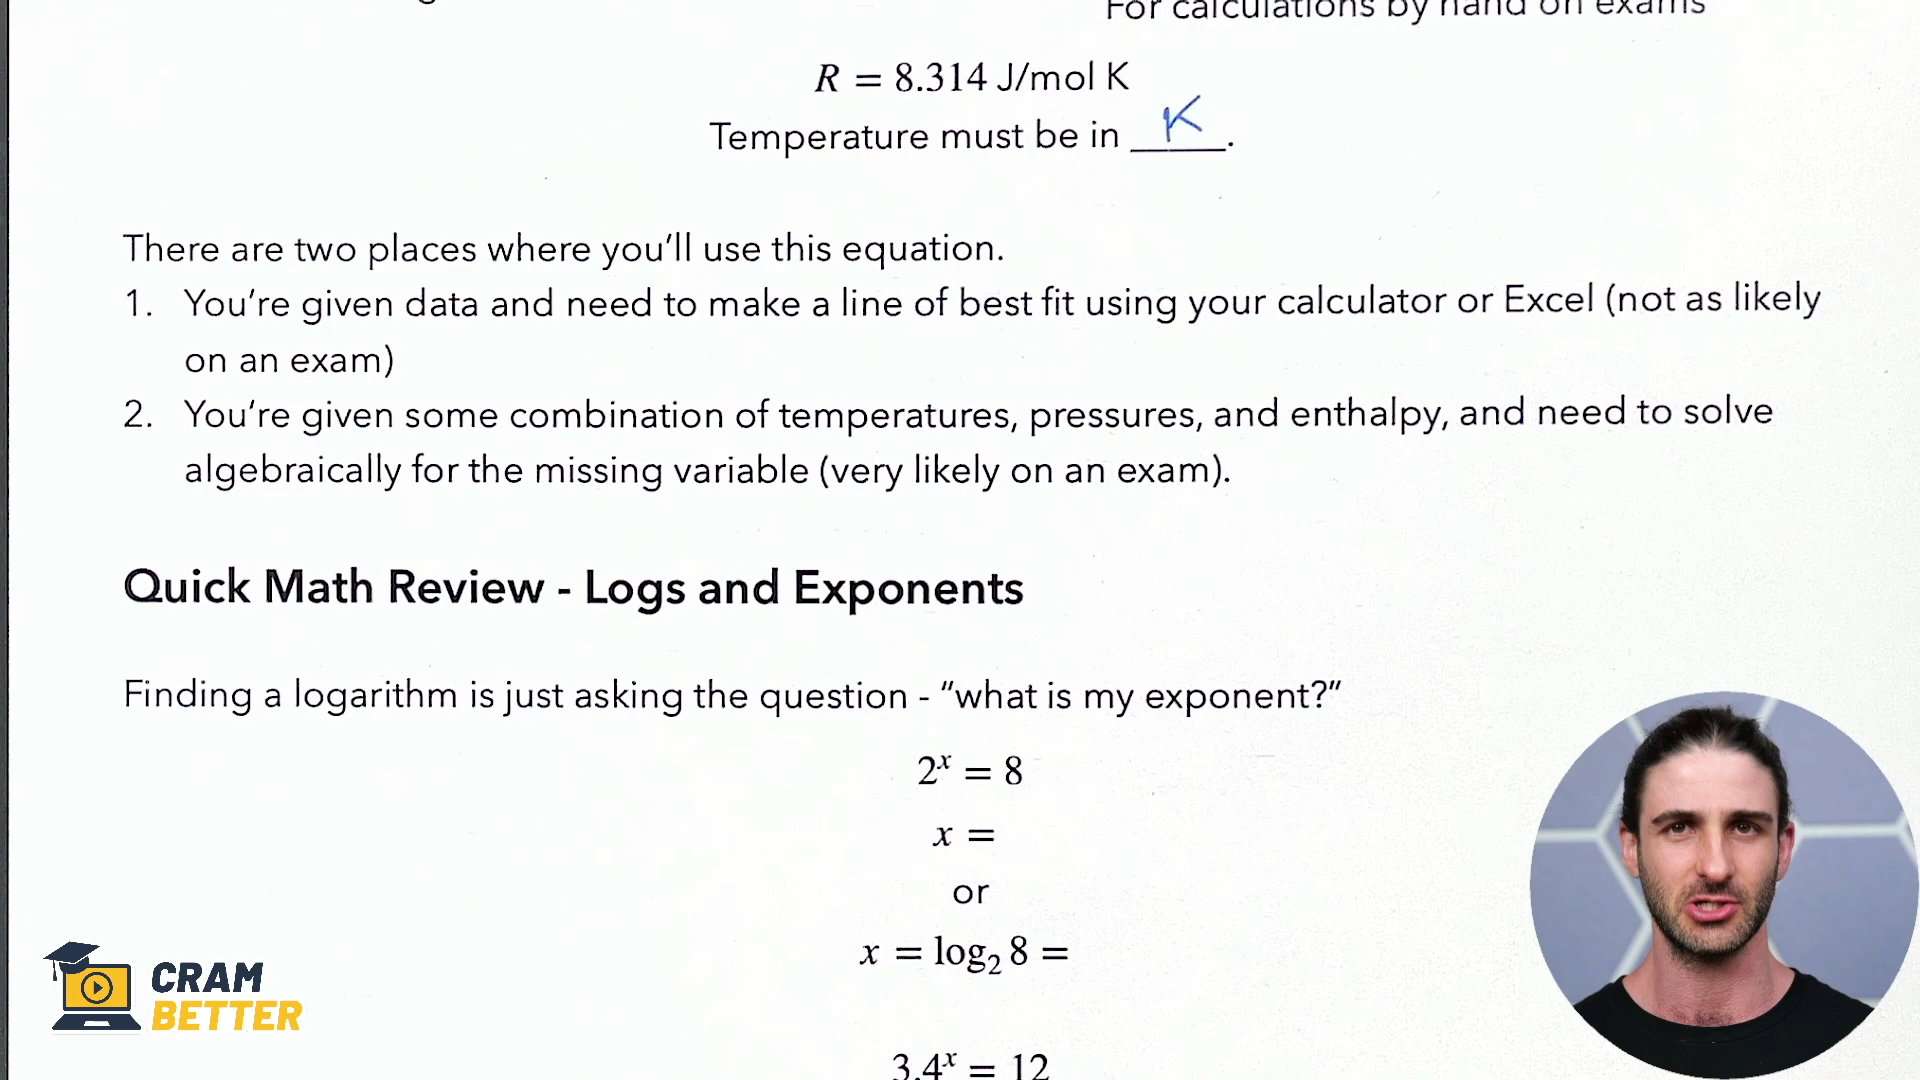 For calculations by hand on exams
R = 8.314 J/mol K
Temperature must be in K.
There are two places where you'll use this equation.
1. You're given data and need to make a line of best fit using your calculator or Excel (not as likely
on an exam)
2. You're given some combination of temperatures, pressures, and enthalpy, and need to solve
algebraically for the missing variable (very likely on an exam).
Quick Math Review - Logs and Exponents
Finding a logarithm is just asking the question - "what is my exponent?"
2ˣ = 8
x =
or
x = log₂ 8 =
3.4ˣ = 12
CRAM
BETTER